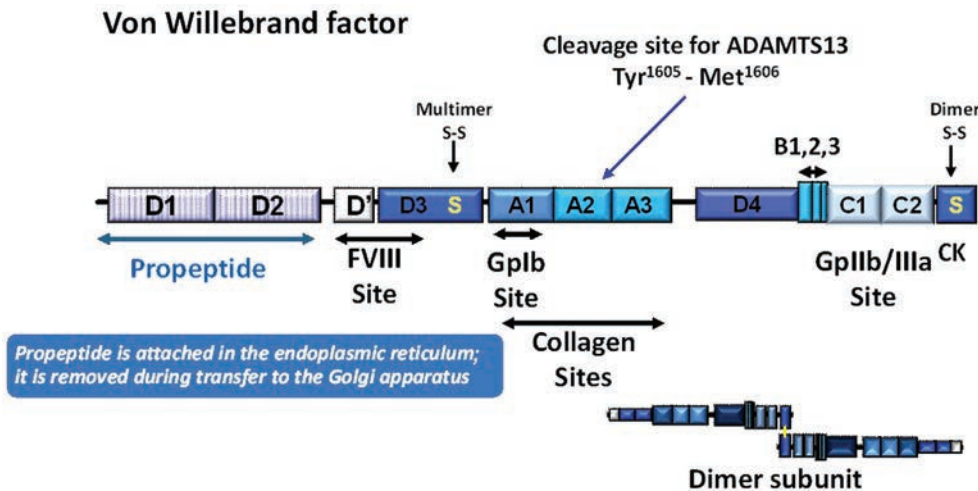 Von Willebrand factor
Cleavage site for ADAMTS13
Tyr¹⁶⁰⁵ - Met¹⁶⁰⁶
Multimer
S-S
Dimer
S-S
B1,2,3
D1
D2
D'
D3
S
A1
A2
A3
D4
C1
C2
S
Propeptide
FVIII
Site
GpIb
Site
GpIIb/IIIa
Site
CK
Collagen
Sites
Propeptide is attached in the endoplasmic reticulum;
it is removed during transfer to the Golgi apparatus
Dimer subunit